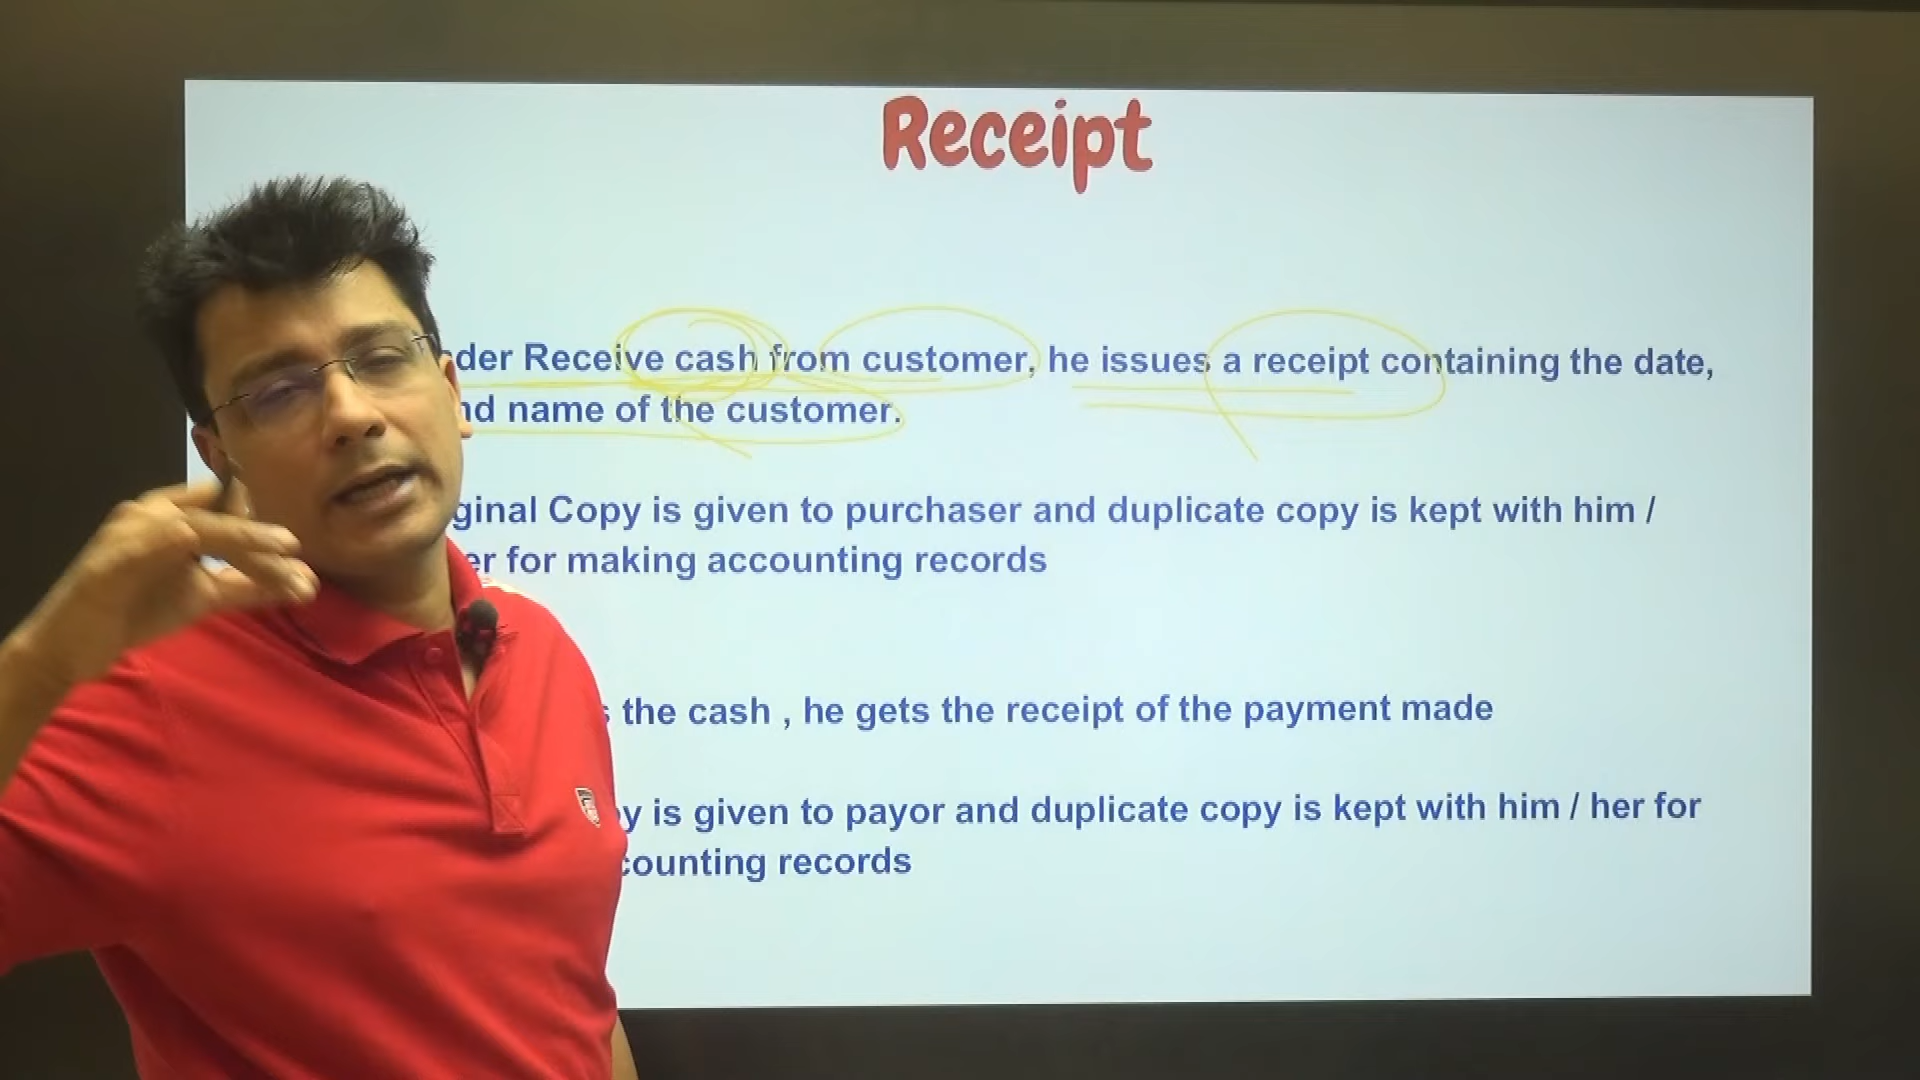 Receipt
der Receive cash from customer, he issues a receipt containing the date,
nd name of the customer.
ginal Copy is given to purchaser and duplicate copy is kept with him /
er for making accounting records
the cash , he gets the receipt of the payment made
is given to payor and duplicate copy is kept with him / her for
counting records